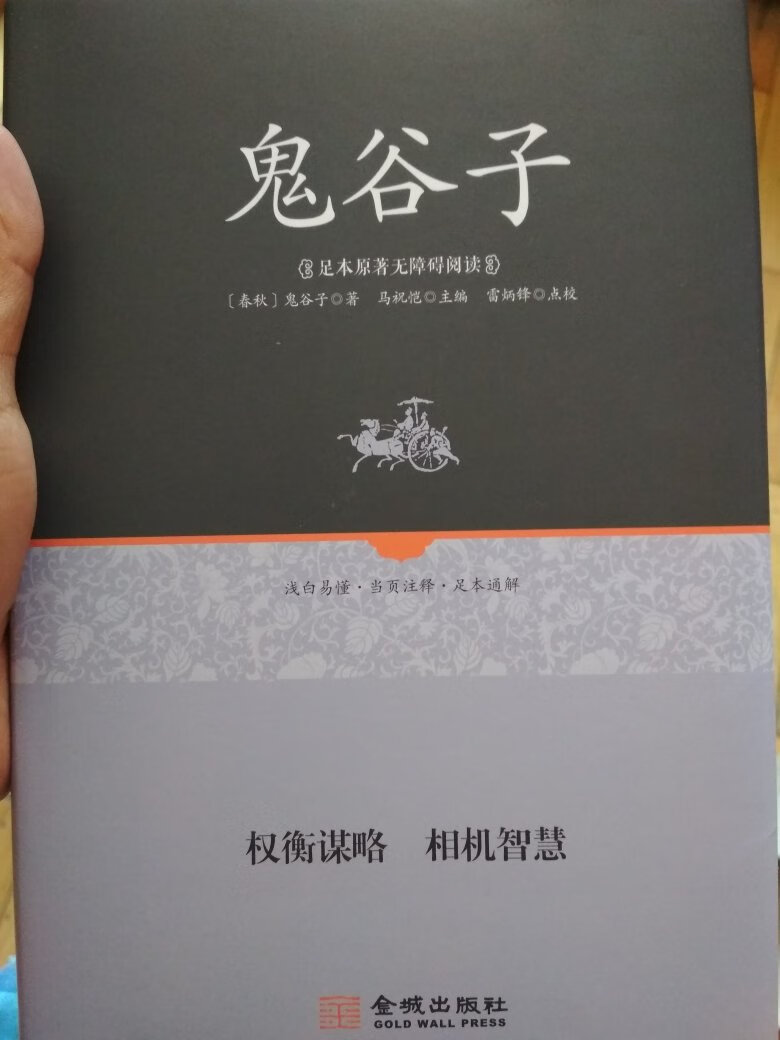 鬼谷子
足本原著无障碍阅读
〔春秋〕鬼谷子◎著 马祝恺◎主编 雷炳锋◎点校
浅白易懂·当页注释·足本通解
权衡谋略 相机智慧
金城出版社
GOLD WALL PRESS